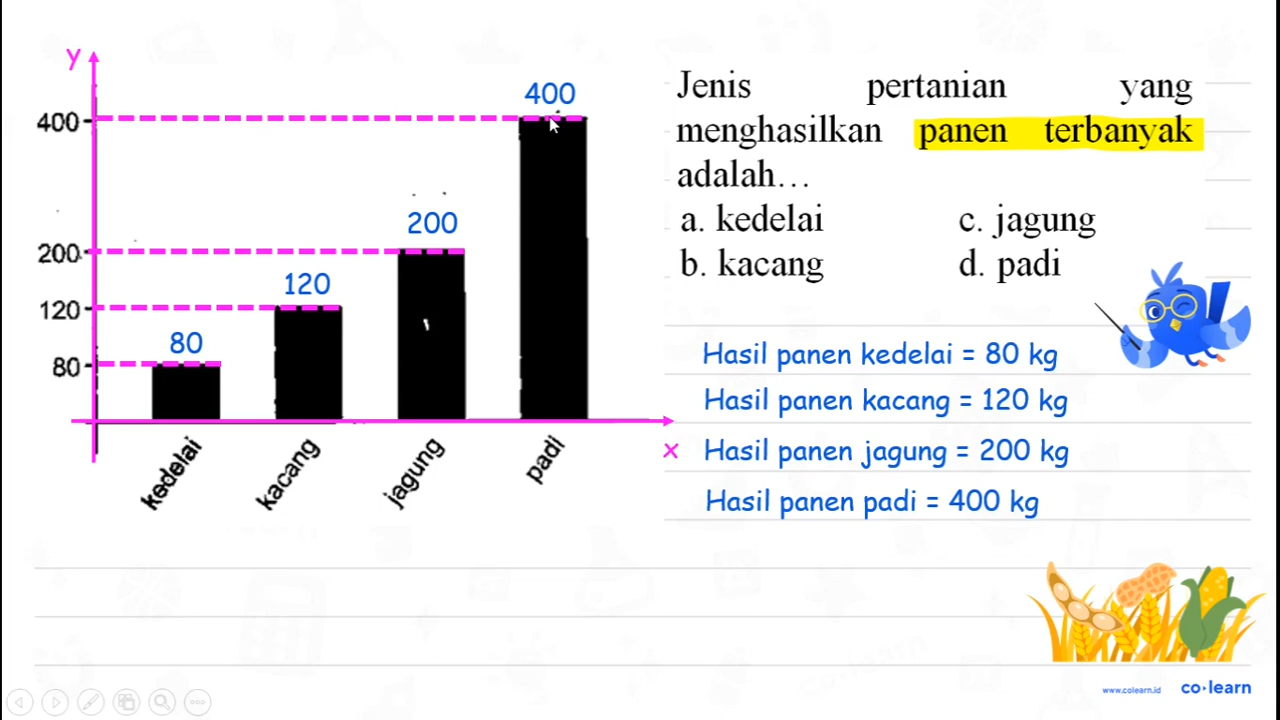 y
400
400
200
200
120
120
80
80
kedelai
kacang
jagung
padi
x
Jenis pertanian yang
menghasilkan panen terbanyak
adalah...
a. kedelai c. jagung
b. kacang d. padi
Hasil panen kedelai = 80 kg
Hasil panen kacang = 120 kg
Hasil panen jagung = 200 kg
Hasil panen padi = 400 kg
www.colearn.id co·learn